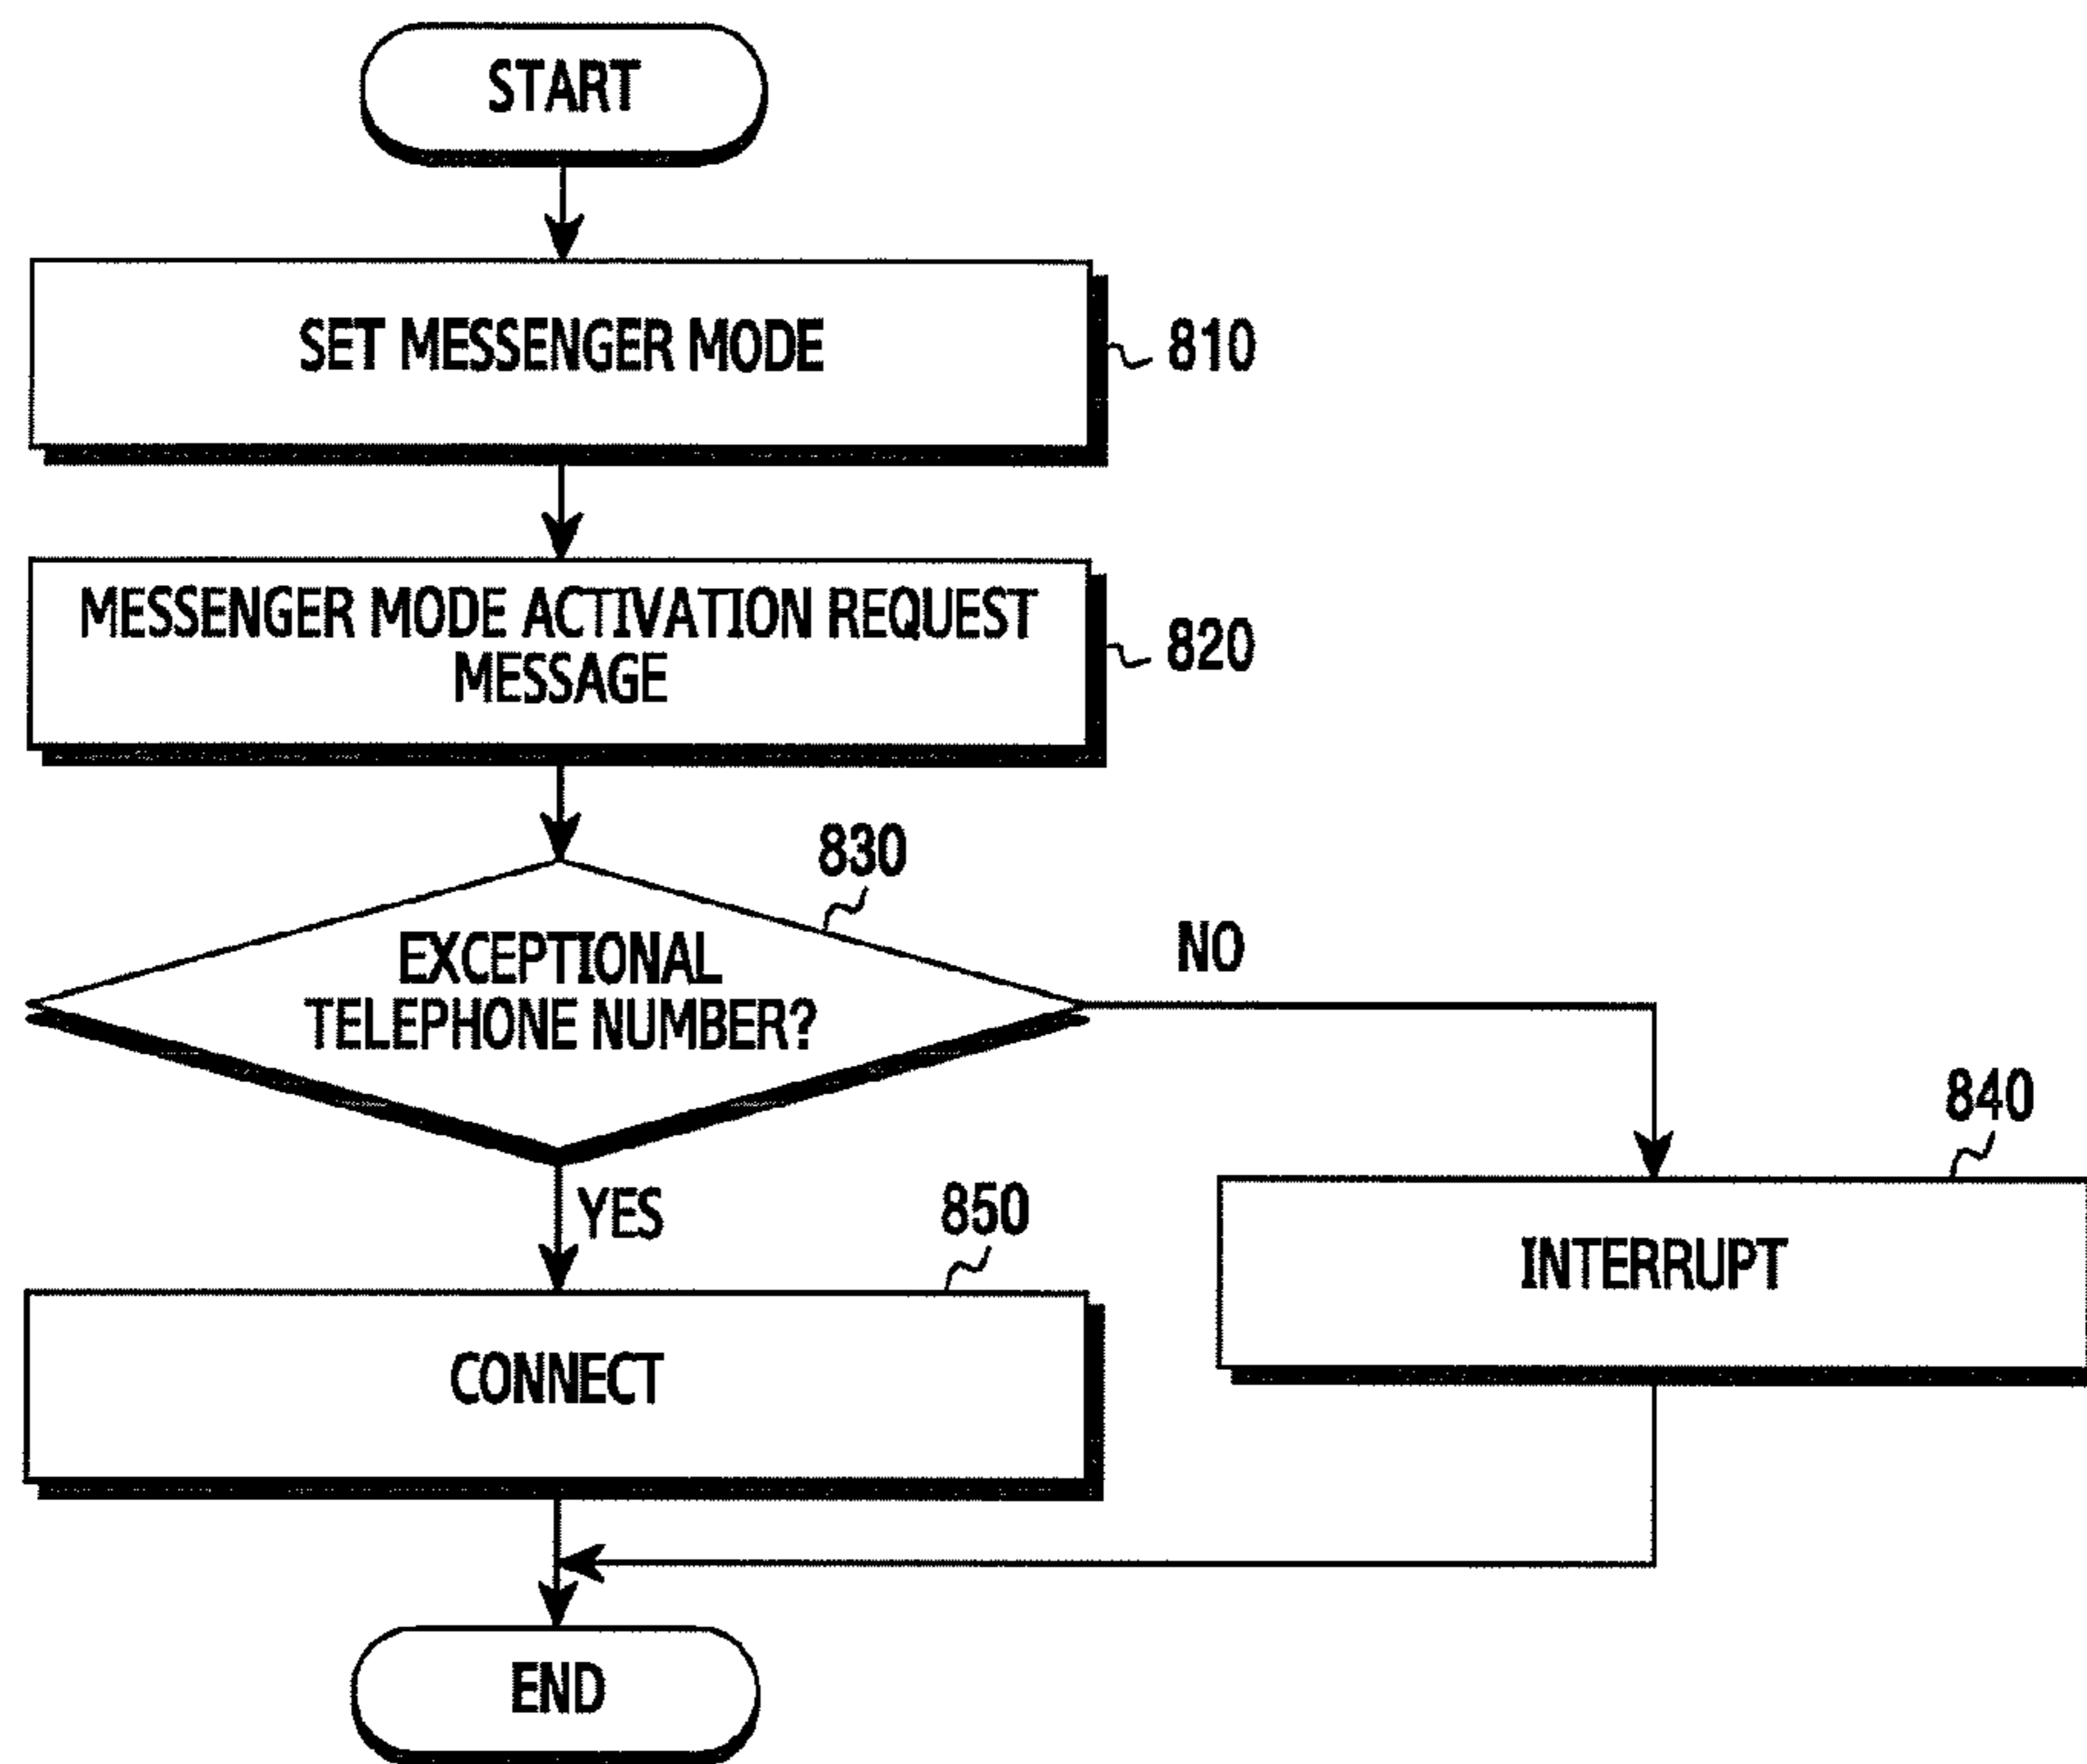 START
SET MESSENGER MODE
810
MESSENGER MODE ACTIVATION REQUEST
MESSAGE
820
830
EXCEPTIONAL
TELEPHONE NUMBER?
NO
YES
840
INTERRUPT
850
CONNECT
END